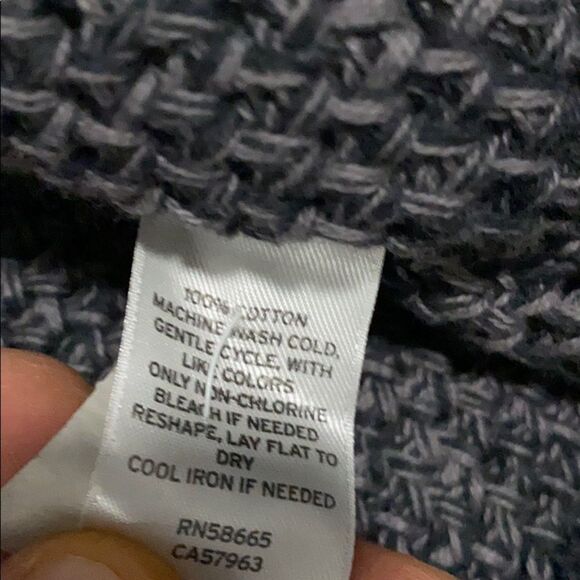 100% COTTON
MACHINE WASH COLD,
GENTLE CYCLE, WITH
LIKE COLORS
ONLY NON-CHLORINE
BLEACH IF NEEDED
RESHAPE, LAY FLAT TO
DRY
COOL IRON IF NEEDED
RN58665
CA57963